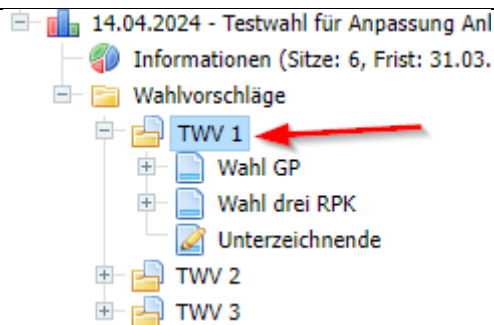 14.04.2024 - Testwahl für Anpassung Anl
Informationen (Sitze: 6, Frist: 31.03.
Wahlvorschläge
TWV 1
Wahl GP
Wahl drei RPK
Unterzeichnende
TWV 2
TWV 3